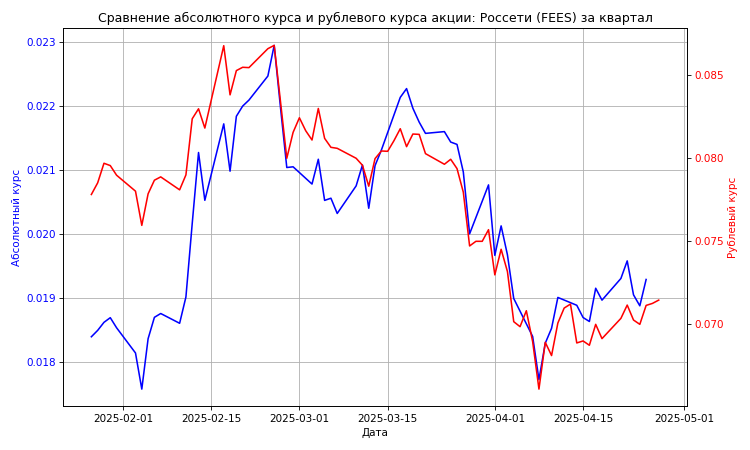 Сравнение абсолютного курса и рублевого курса акции: Россети (FEES) за квартал
0.023
0.022
0.021
0.020
0.019
0.018
Абсолютный курс
0.085
0.080
0.075
0.070
Рублевый курс
2025-02-01 2025-02-15 2025-03-01 2025-03-15 2025-04-01 2025-04-15 2025-05-01
Дата